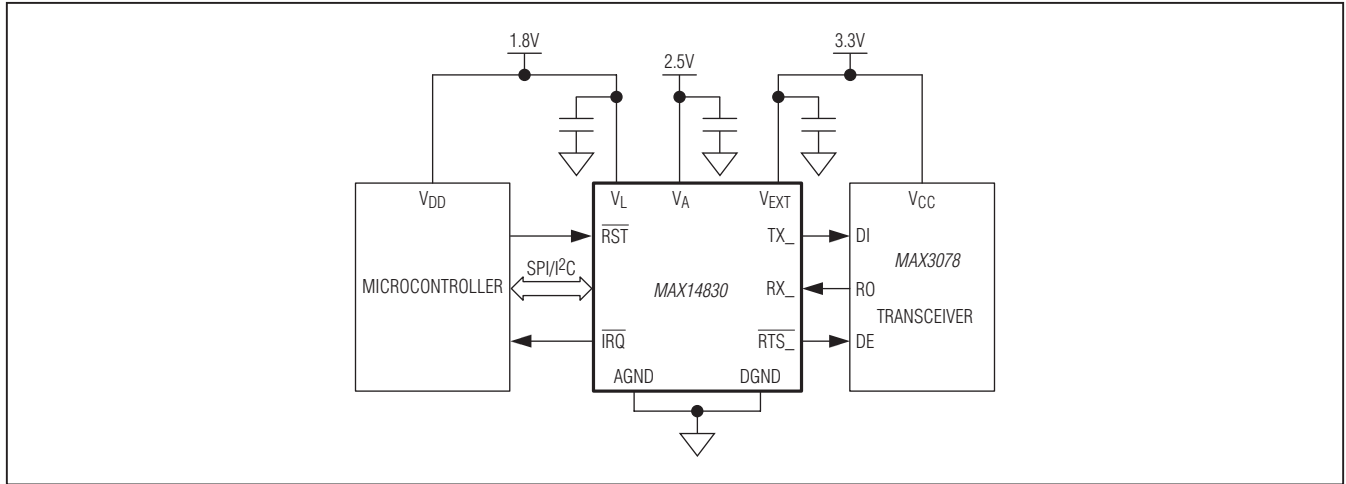 1.8V
2.5V
3.3V
VDD
VL
VA
VEXT
VCC
RST
TX_
DI
MAX3078
SPI/I2C
MICROCONTROLLER
MAX14830
RX_
RO
TRANSCEIVER
IRQ
RTS_
DE
AGND
DGND